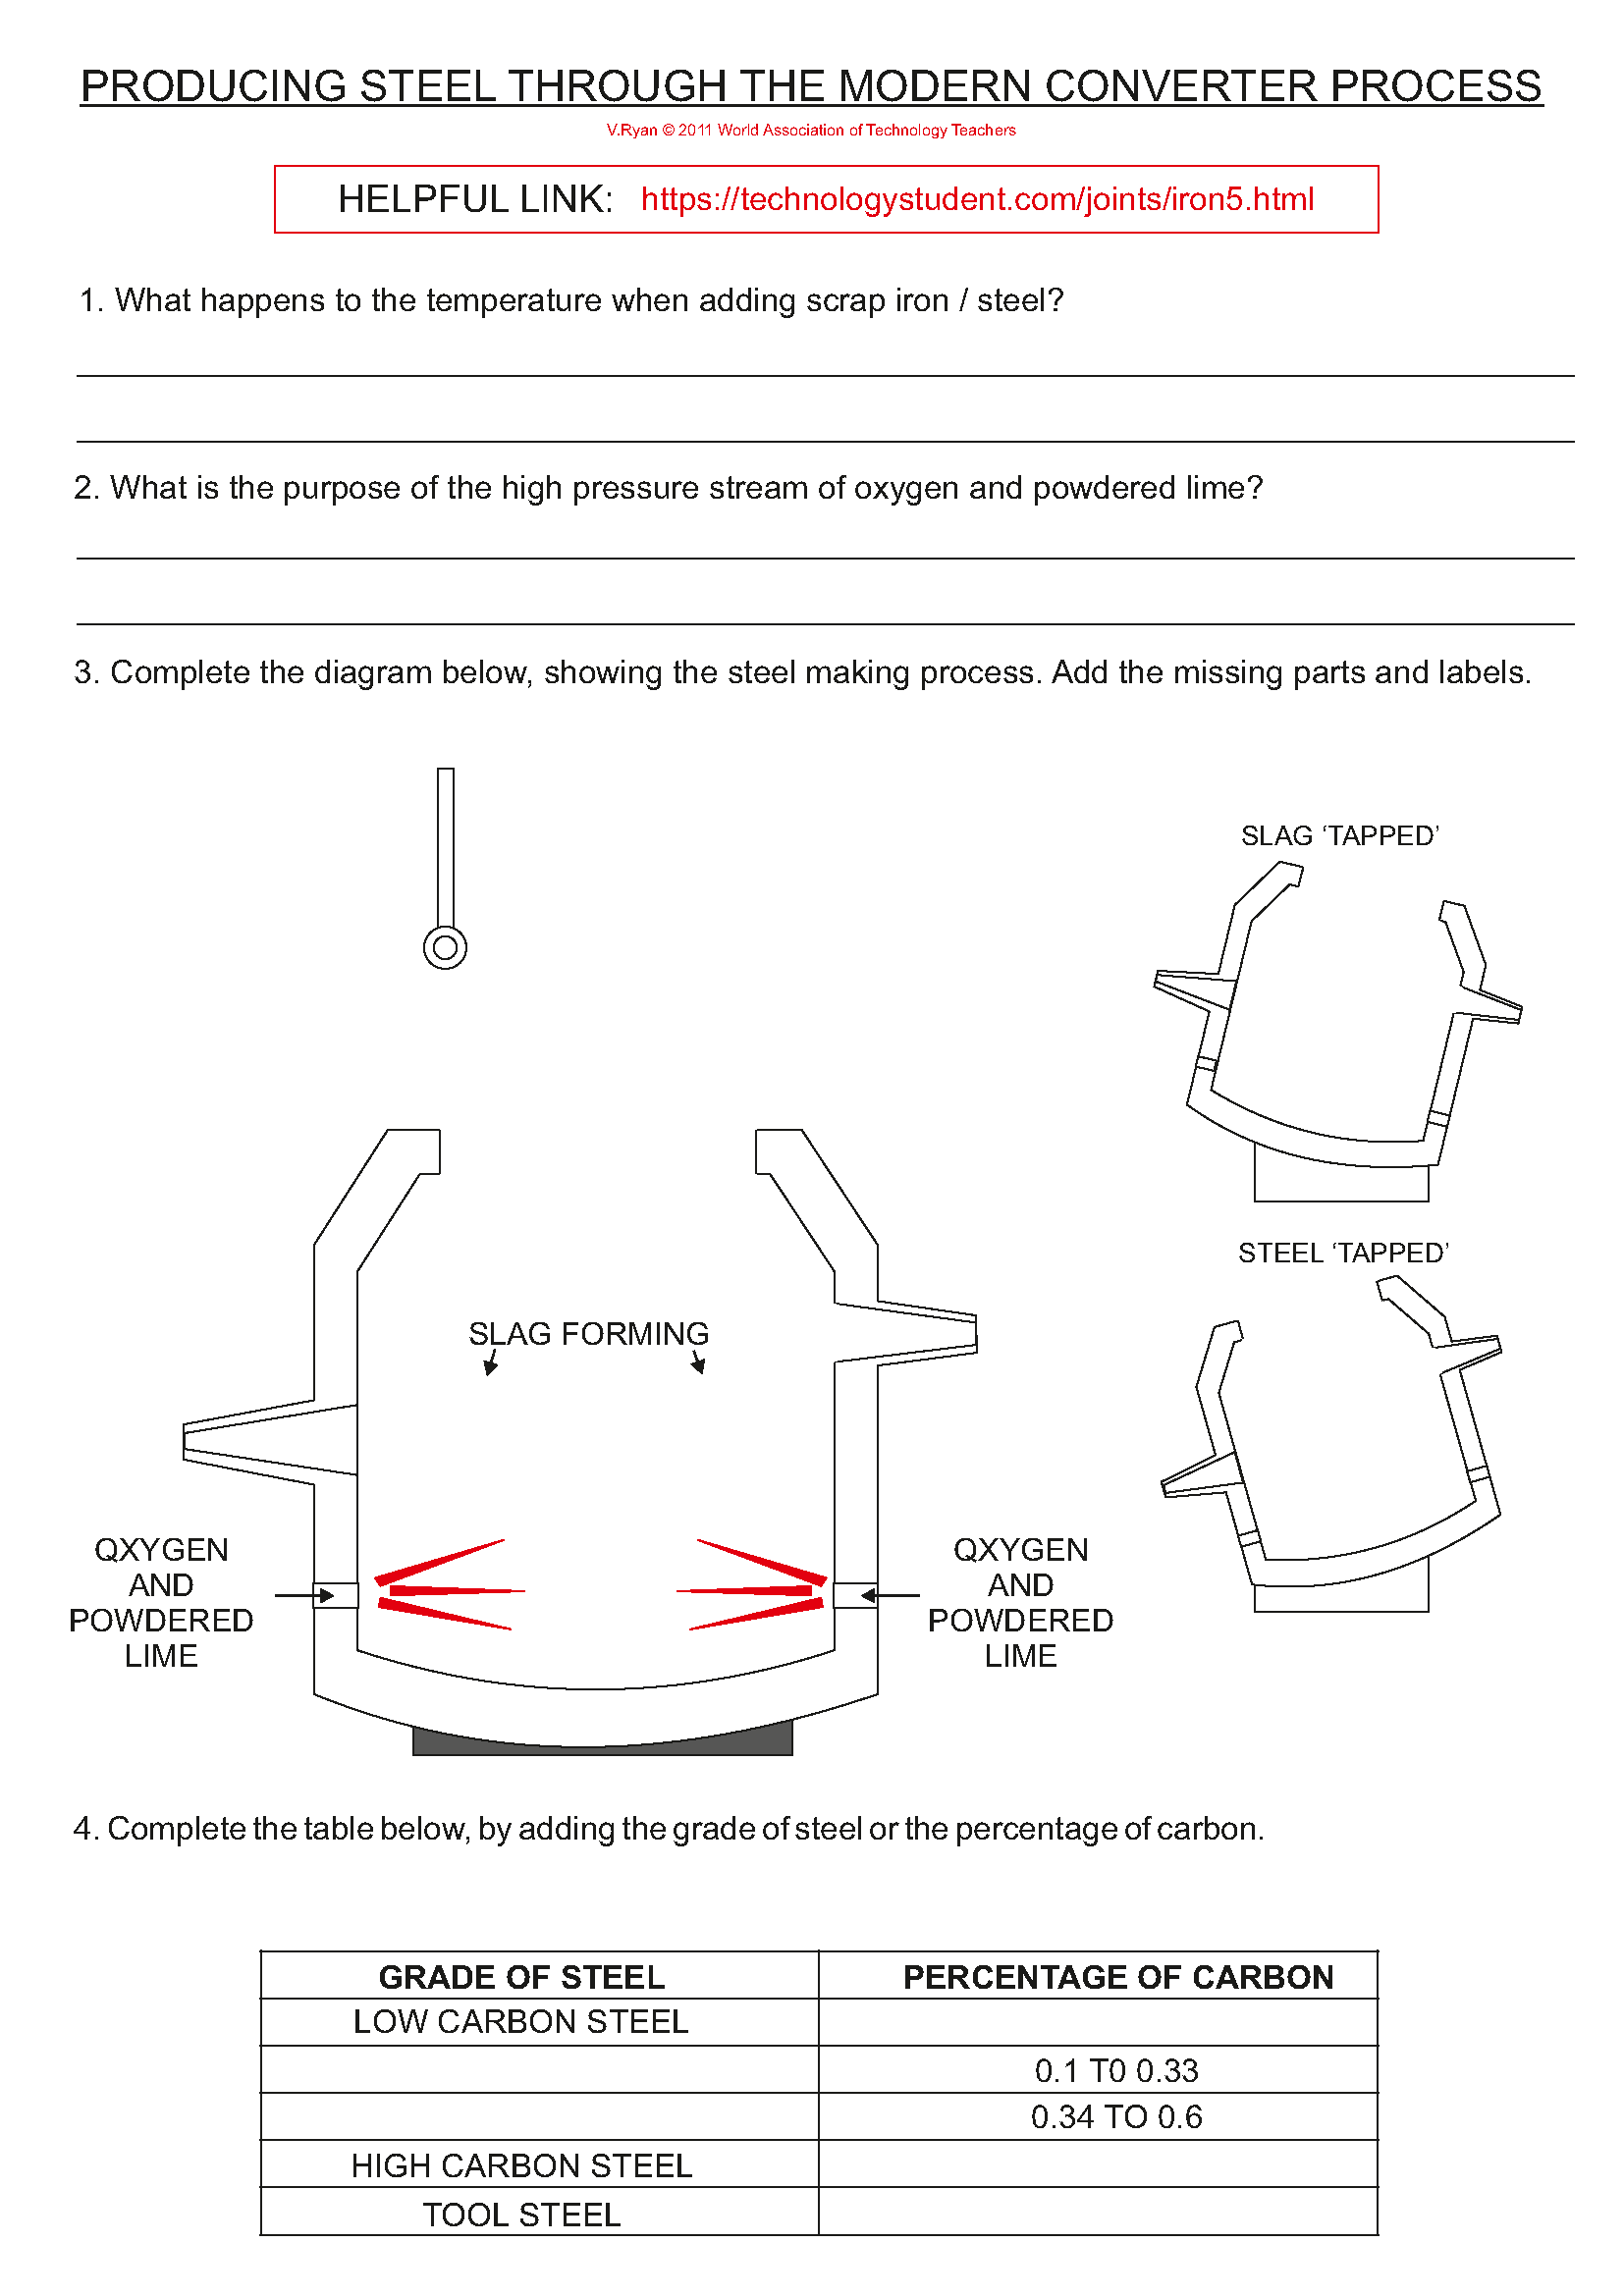 PRODUCING STEEL THROUGH THE MODERN CONVERTER PROCESS
V.Ryan © 2011 World Association of Technology Teachers
HELPFUL LINK: https://technologystudent.com/joints/iron5.html
1. What happens to the temperature when adding scrap iron / steel?
2. What is the purpose of the high pressure stream of oxygen and powdered lime?
3. Complete the diagram below, showing the steel making process. Add the missing parts and labels.
SLAG ‘TAPPED’
STEEL ‘TAPPED’
SLAG FORMING
QXYGEN
AND
POWDERED
LIME
QXYGEN
AND
POWDERED
LIME
4. Complete the table below, by adding the grade of steel or the percentage of carbon.
GRADE OF STEEL PERCENTAGE OF CARBON
LOW CARBON STEEL
0.1 T0 0.33
0.34 TO 0.6
HIGH CARBON STEEL
TOOL STEEL